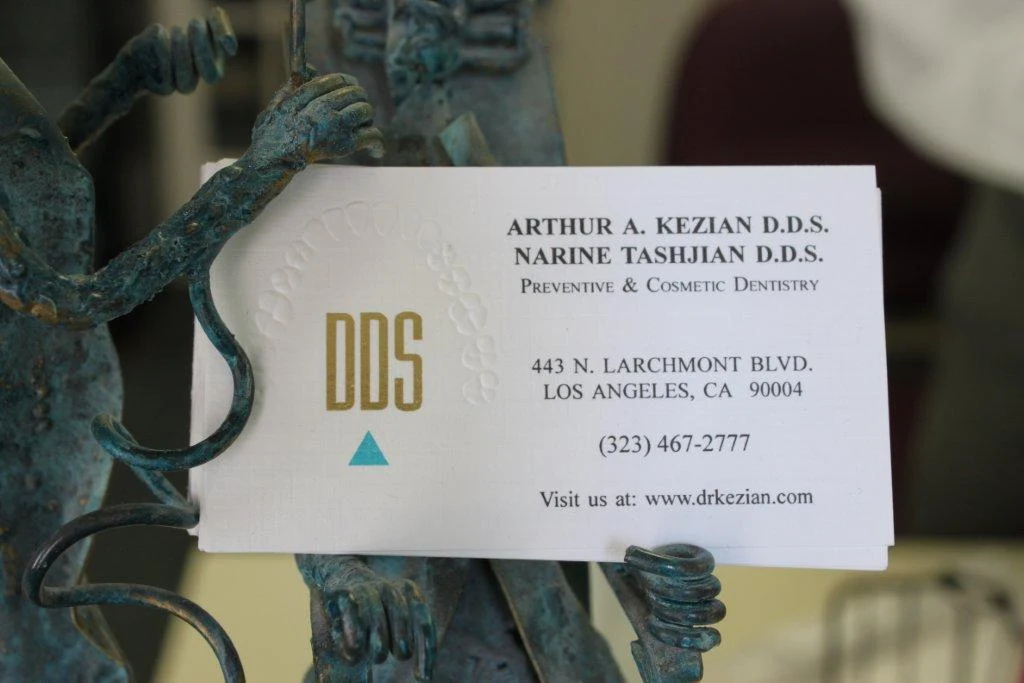 DDS
ARTHUR A. KEZIAN D.D.S.
NARINE TASHJIAN D.D.S.
PREVENTIVE & COSMETIC DENTISTRY
443 N. LARCHMONT BLVD.
LOS ANGELES, CA 90004
(323) 467-2777
Visit us at: www.drkezian.com